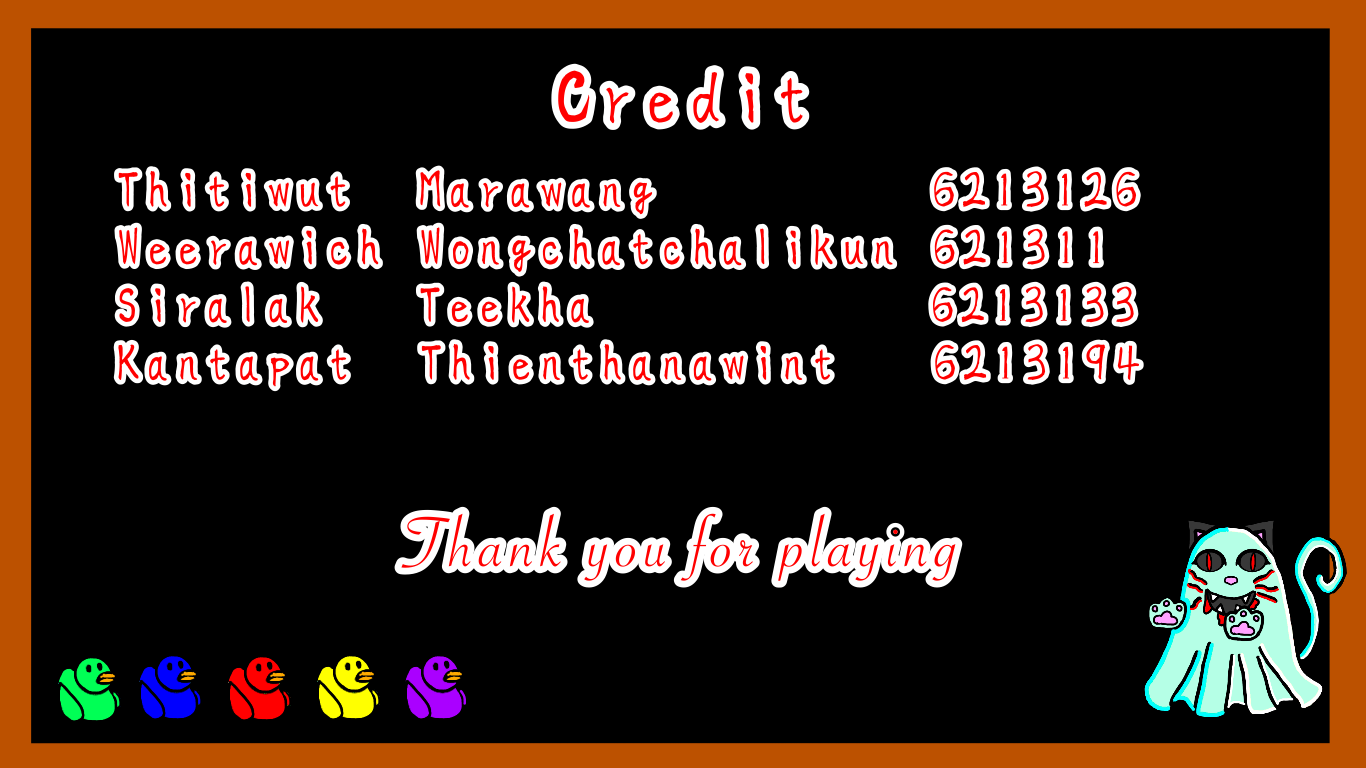 Credit
Thitiwut Marawang 6213126
Weerawich Wongchatchalikun 621311
Siralak Teekha 6213133
Kantapat Thienthanawint 6213194
Thank you for playing